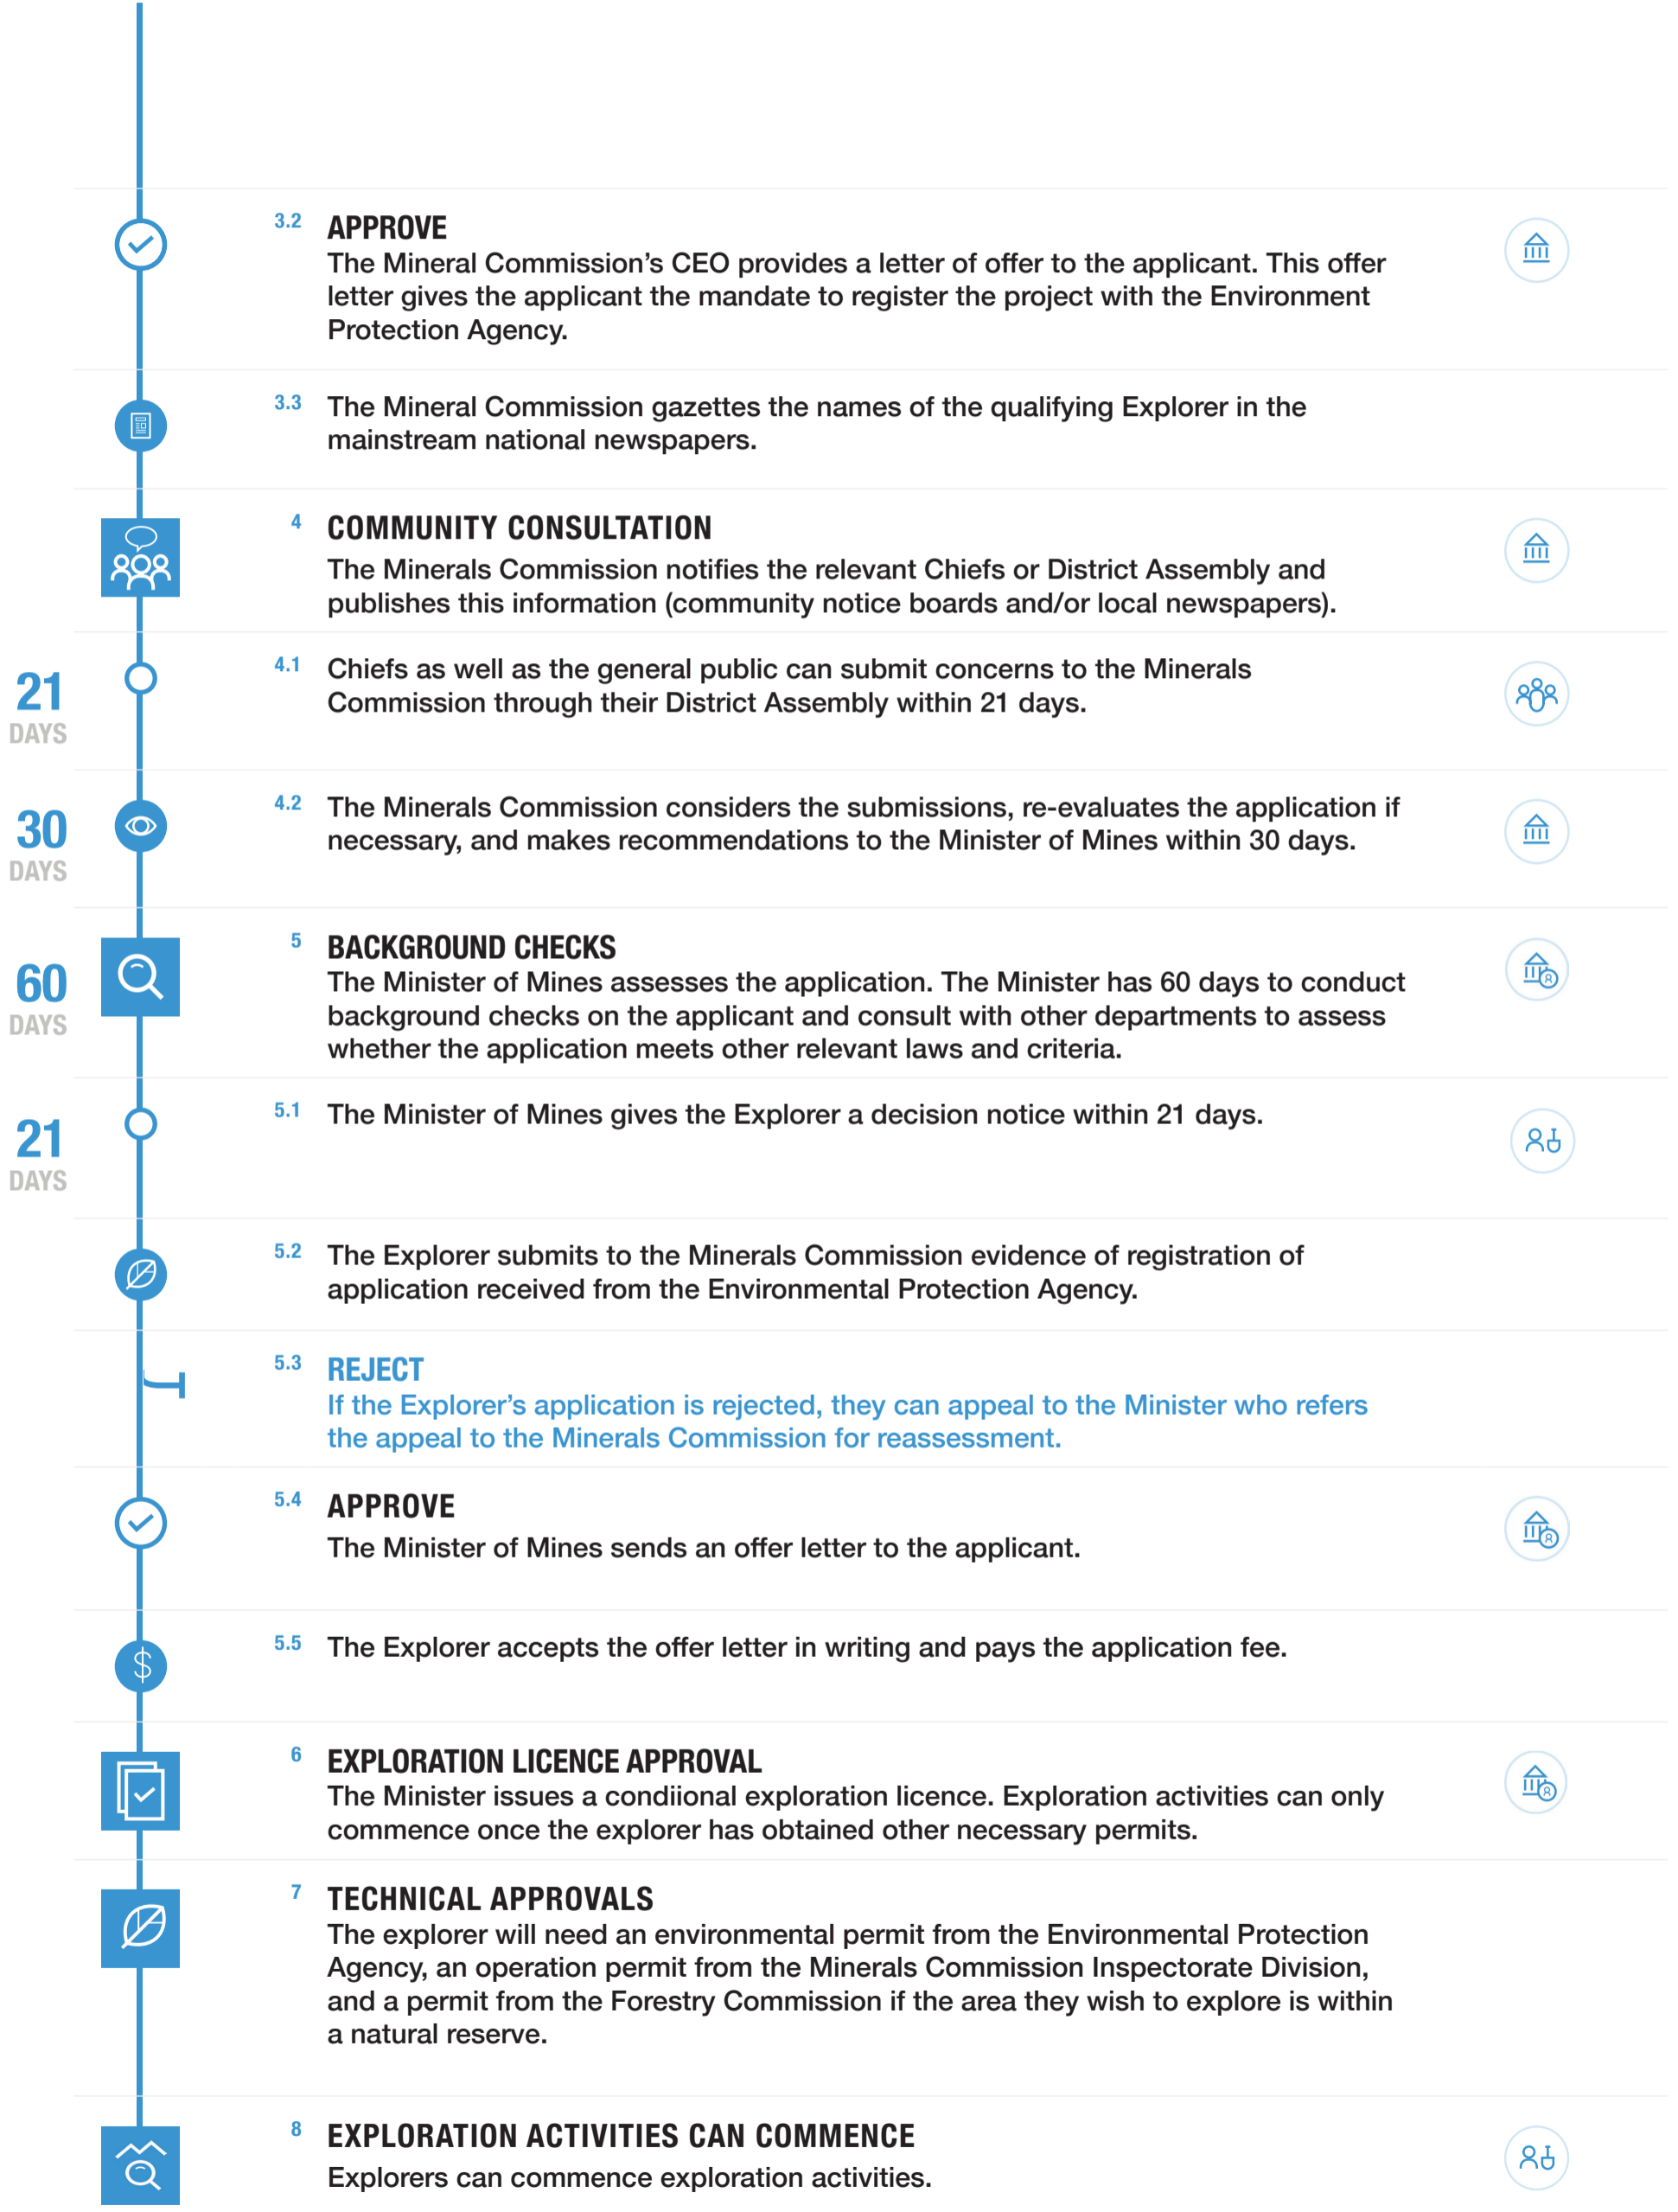 3.2 APPROVE
The Mineral Commission’s CEO provides a letter of offer to the applicant. This offer
letter gives the applicant the mandate to register the project with the Environment
Protection Agency.
3.3 The Mineral Commission gazettes the names of the qualifying Explorer in the
mainstream national newspapers.
4 COMMUNITY CONSULTATION
The Minerals Commission notifies the relevant Chiefs or District Assembly and
publishes this information (community notice boards and/or local newspapers).
21
DAYS
4.1 Chiefs as well as the general public can submit concerns to the Minerals
Commission through their District Assembly within 21 days.
30
DAYS
4.2 The Minerals Commission considers the submissions, re-evaluates the application if
necessary, and makes recommendations to the Minister of Mines within 30 days.
60
DAYS
5 BACKGROUND CHECKS
The Minister of Mines assesses the application. The Minister has 60 days to conduct
background checks on the applicant and consult with other departments to assess
whether the application meets other relevant laws and criteria.
21
DAYS
5.1 The Minister of Mines gives the Explorer a decision notice within 21 days.
5.2 The Explorer submits to the Minerals Commission evidence of registration of
application received from the Environmental Protection Agency.
5.3 REJECT
If the Explorer’s application is rejected, they can appeal to the Minister who refers
the appeal to the Minerals Commission for reassessment.
5.4 APPROVE
The Minister of Mines sends an offer letter to the applicant.
$
5.5 The Explorer accepts the offer letter in writing and pays the application fee.
6 EXPLORATION LICENCE APPROVAL
The Minister issues a condiional exploration licence. Exploration activities can only
commence once the explorer has obtained other necessary permits.
7 TECHNICAL APPROVALS
The explorer will need an environmental permit from the Environmental Protection
Agency, an operation permit from the Minerals Commission Inspectorate Division,
and a permit from the Forestry Commission if the area they wish to explore is within
a natural reserve.
8 EXPLORATION ACTIVITIES CAN COMMENCE
Explorers can commence exploration activities.